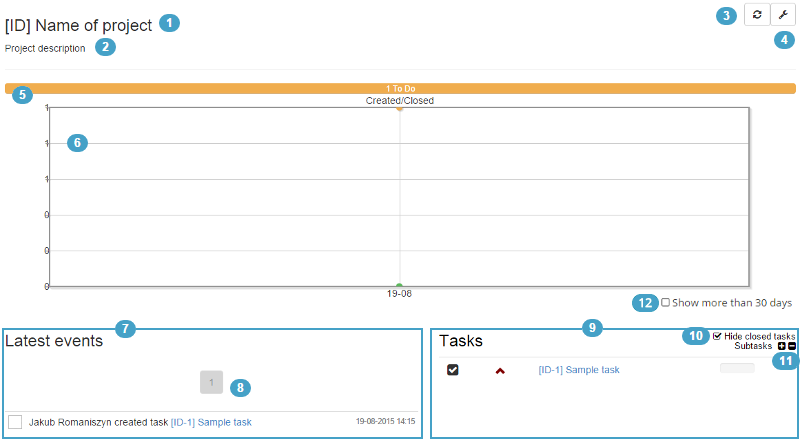 [ID] Name of project 1
3
4
Project description 2
1 To Do
5
Created/Closed
1
6
1
1
0
0
0
19-08
12 Show more than 30 days
7
Latest events
1
8
Jakub Romaniszyn created task [ID-1] Sample task 19-08-2015 14:15
9
Tasks
10 Hide closed tasks
Subtasks
11
[ID-1] Sample task